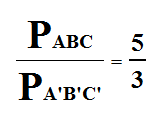 P_ABC / P_A'B'C' = 5 / 3